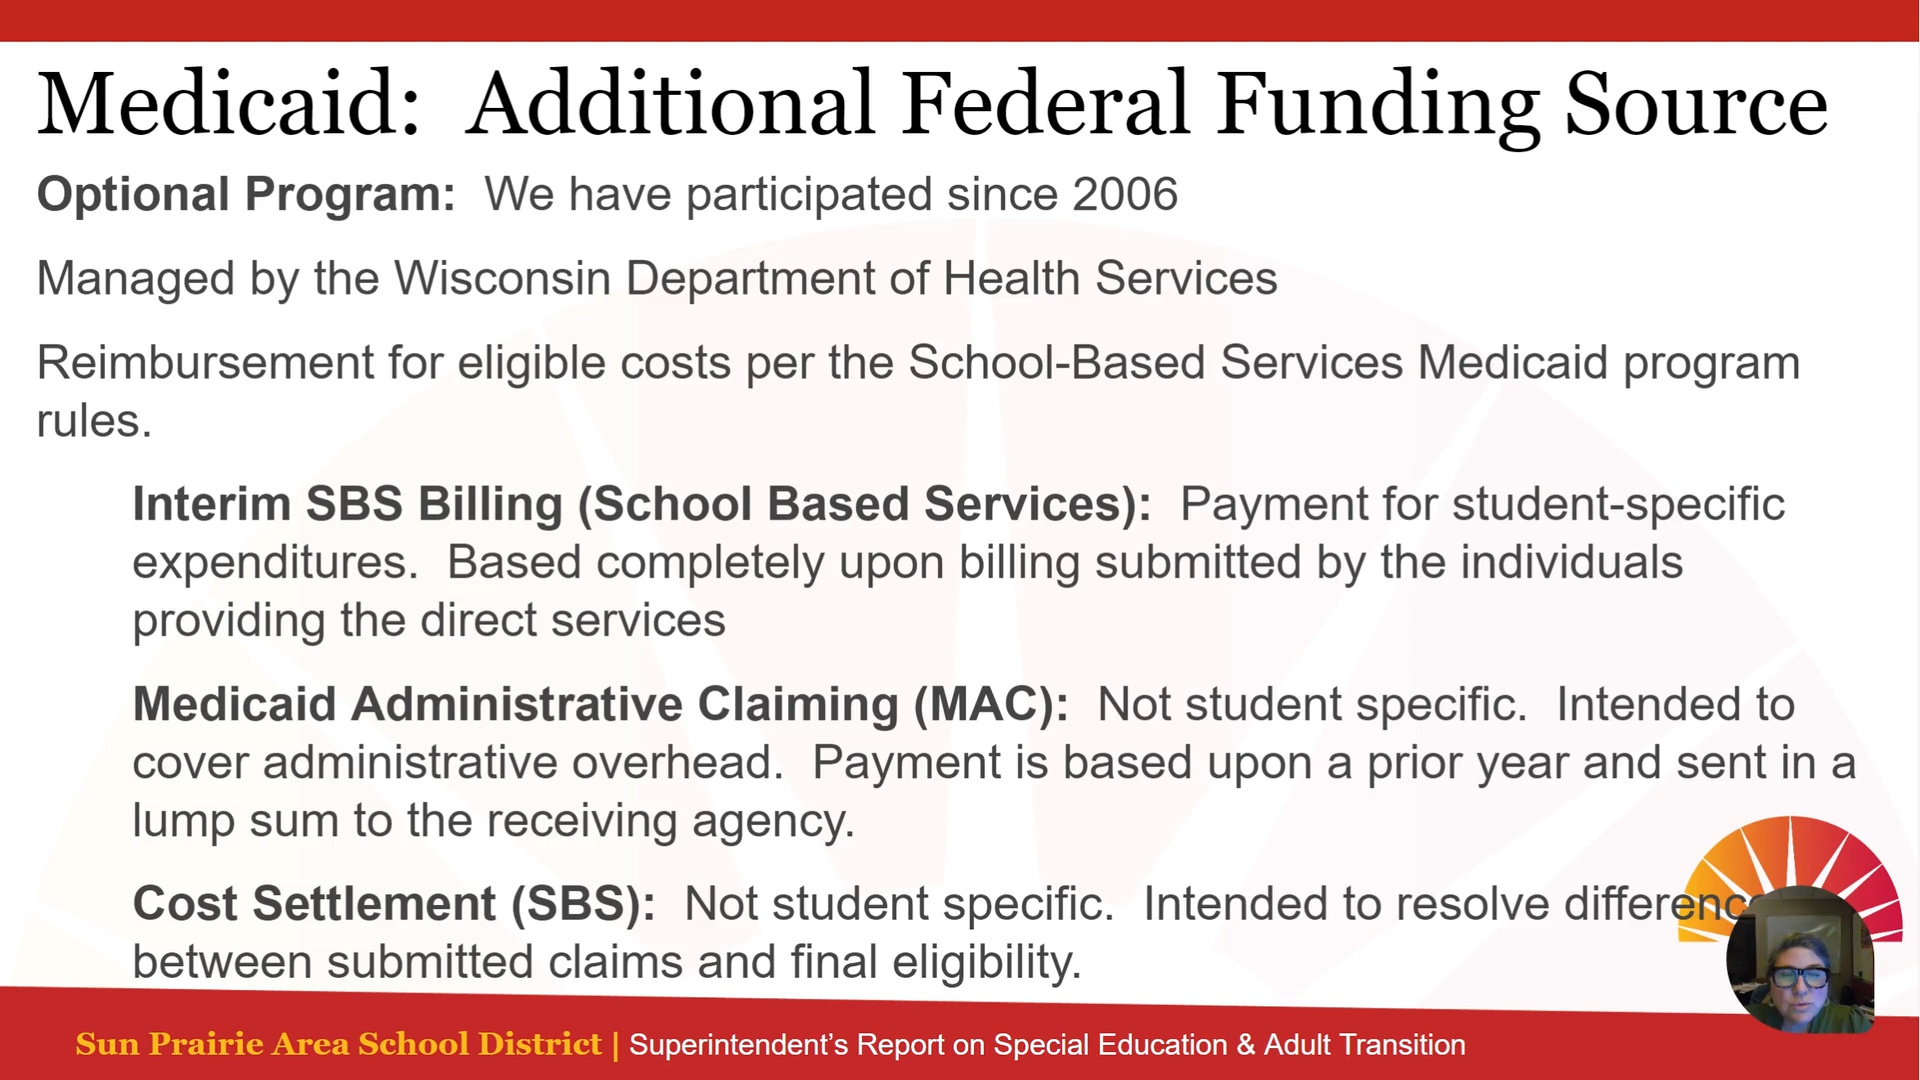 Medicaid:  Additional Federal Funding Source
Optional Program:  We have participated since 2006
Managed by the Wisconsin Department of Health Services
Reimbursement for eligible costs per the School-Based Services Medicaid program
rules.
Interim SBS Billing (School Based Services):  Payment for student-specific
expenditures.  Based completely upon billing submitted by the individuals
providing the direct services
Medicaid Administrative Claiming (MAC):  Not student specific.  Intended to
cover administrative overhead.  Payment is based upon a prior year and sent in a
lump sum to the receiving agency.
Cost Settlement (SBS):  Not student specific.  Intended to resolve
between submitted claims and final eligibility.
Sun Prairie Area School District | Superintendent’s Report on Special Education & Adult Transition